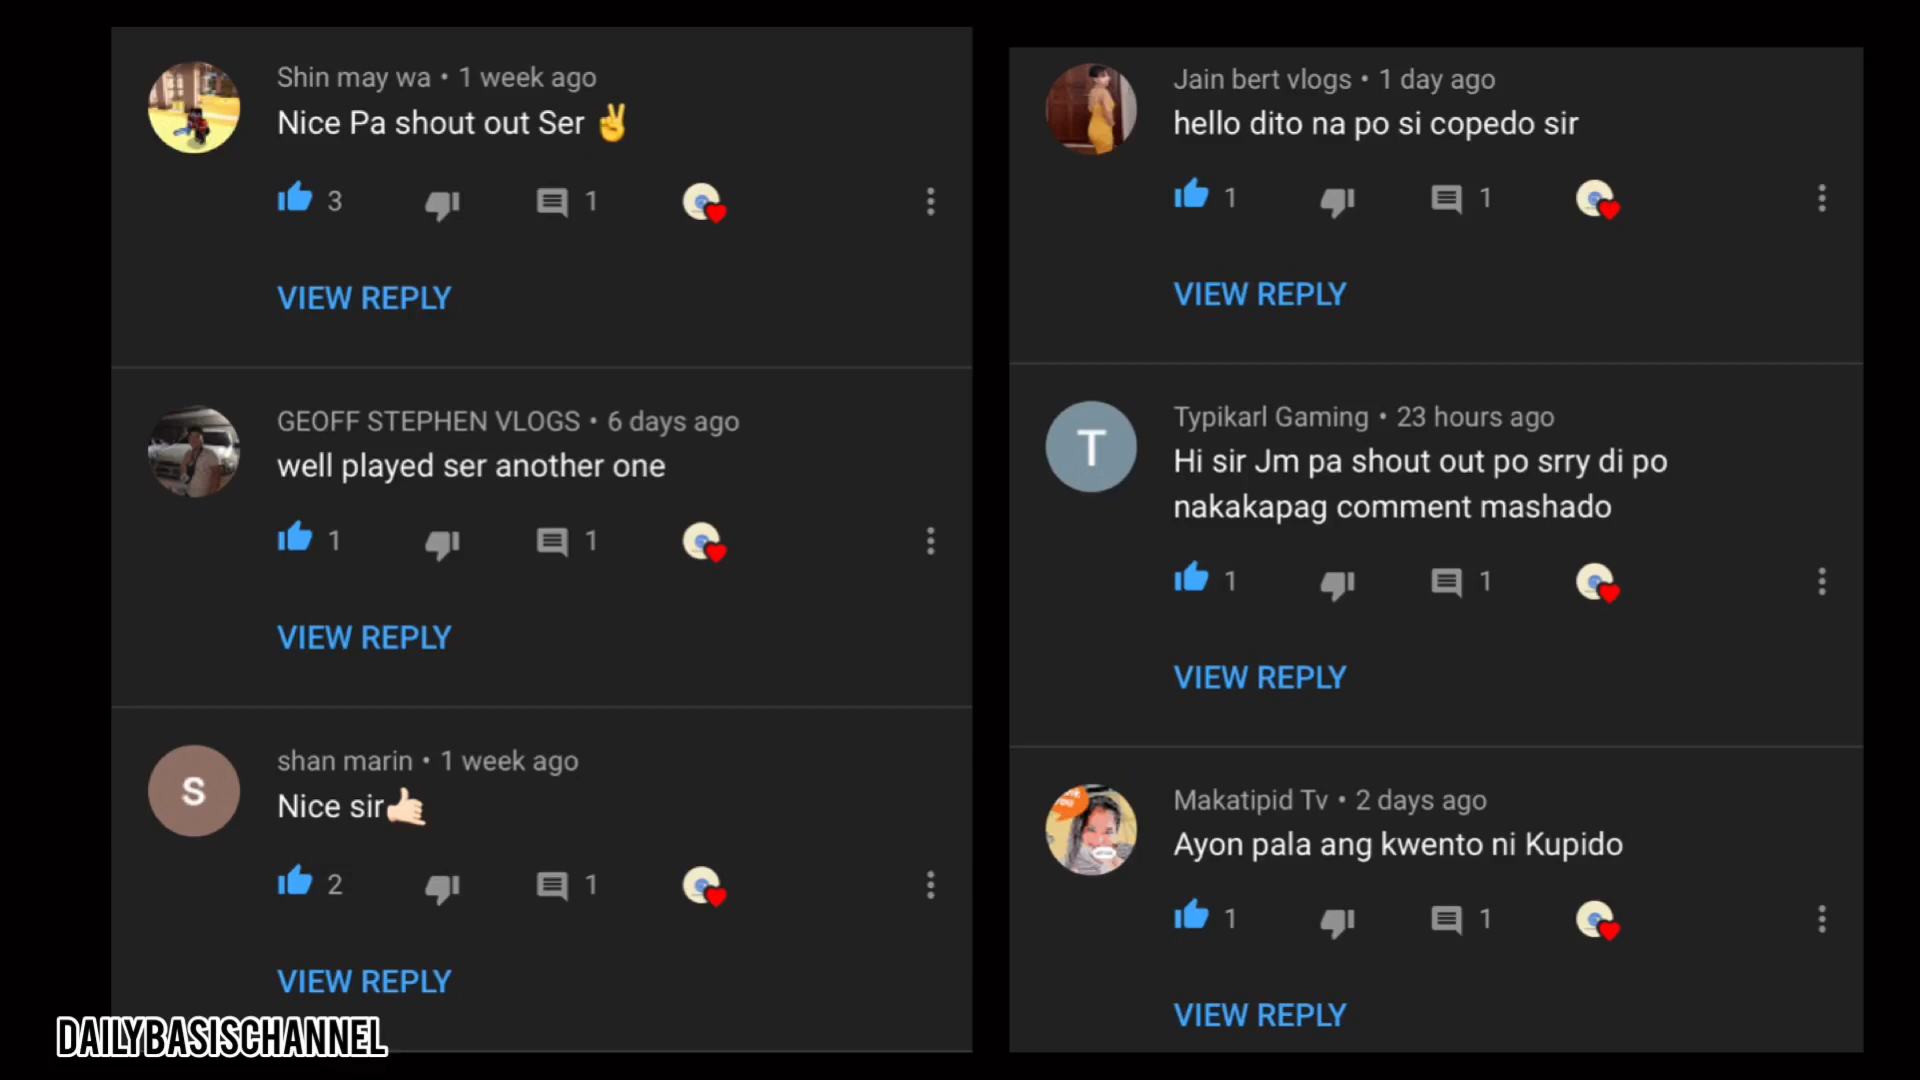 Shin may wa • 1 week ago
Nice Pa shout out Ser ✌️
3
1
VIEW REPLY
GEOFF STEPHEN VLOGS • 6 days ago
well played ser another one
1
1
VIEW REPLY
S
shan marin • 1 week ago
Nice sir🤙🏻
2
1
VIEW REPLY
DAILYBASISCHANNEL
Jain bert vlogs • 1 day ago
hello dito na po si copedo sir
1
1
VIEW REPLY
T
Typikarl Gaming • 23 hours ago
Hi sir Jm pa shout out po srry di po
nakakapag comment mashado
1
1
VIEW REPLY
Makatipid Tv • 2 days ago
Ayon pala ang kwento ni Kupido
1
1
VIEW REPLY